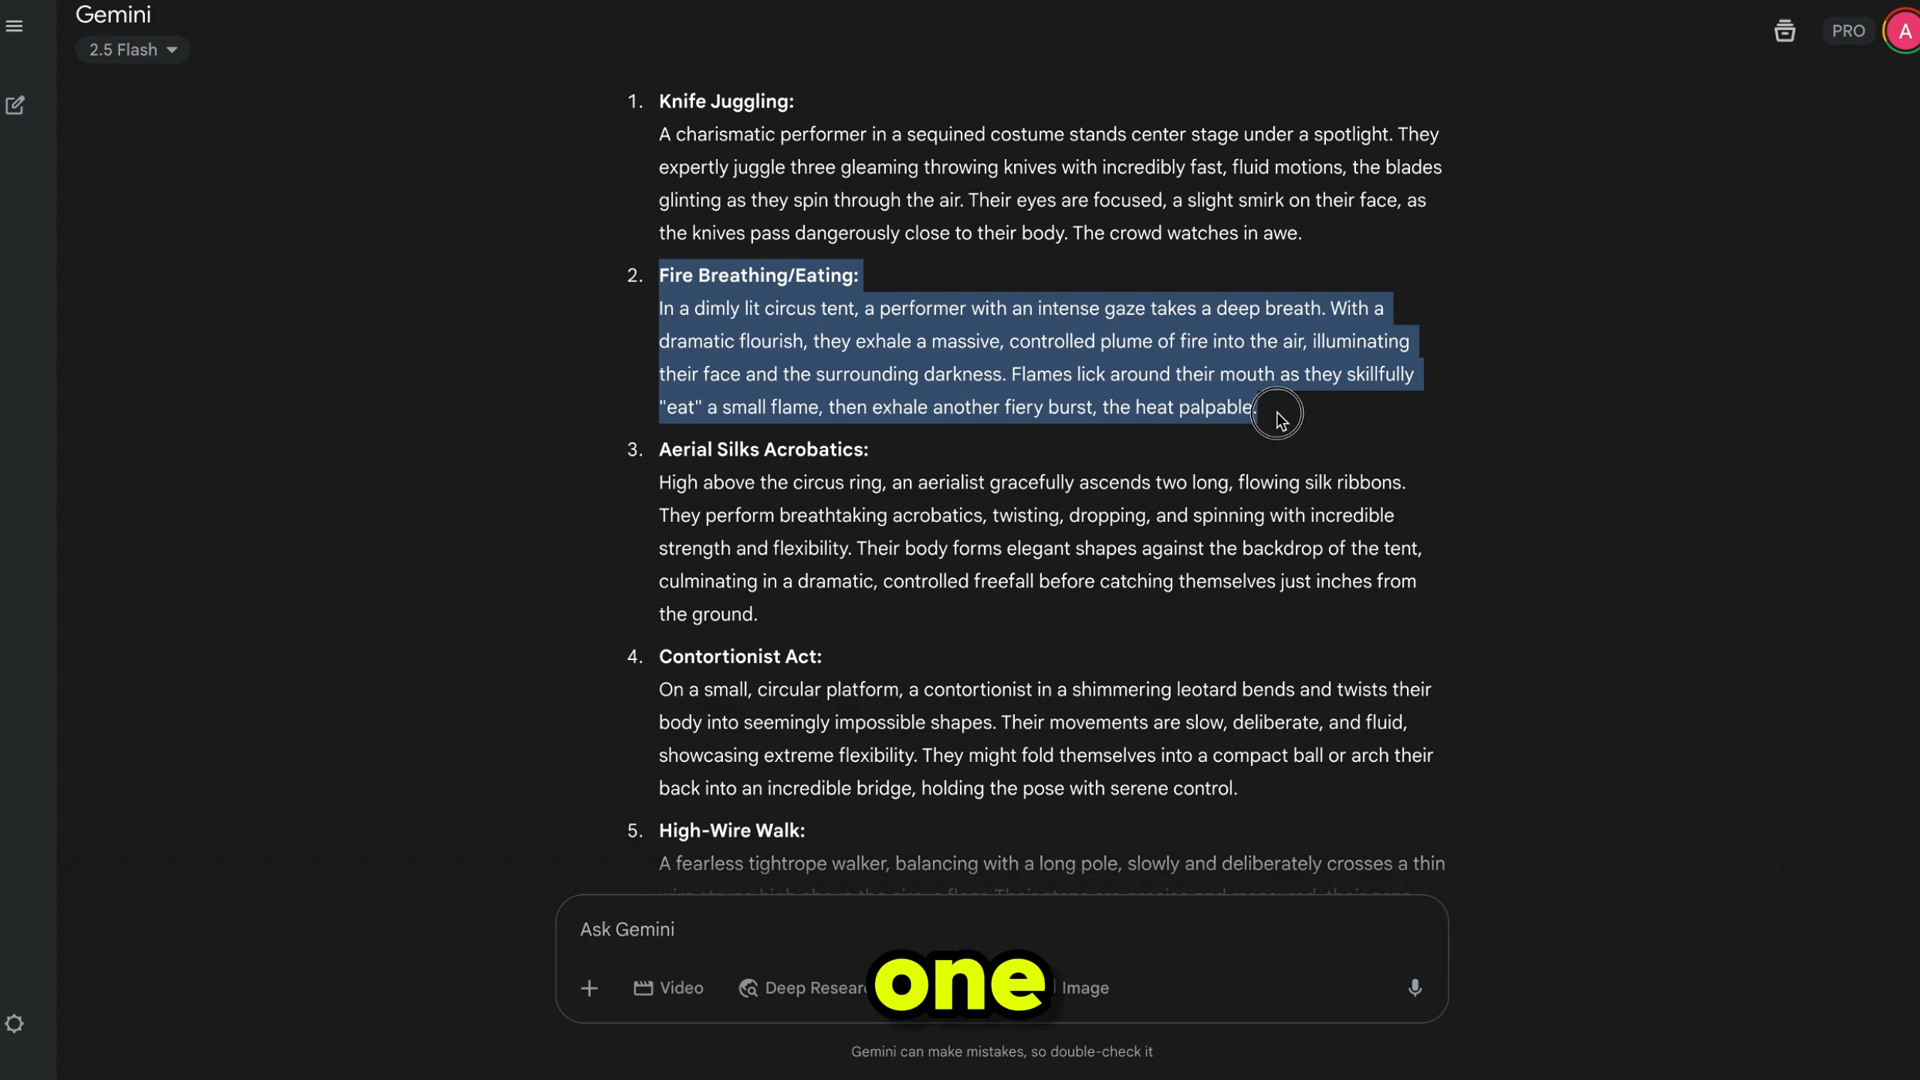 Gemini
2.5 Flash
PRO
A
1. Knife Juggling:
A charismatic performer in a sequined costume stands center stage under a spotlight. They
expertly juggle three gleaming throwing knives with incredibly fast, fluid motions, the blades
glinting as they spin through the air. Their eyes are focused, a slight smirk on their face, as
the knives pass dangerously close to their body. The crowd watches in awe.
2. Fire Breathing/Eating:
In a dimly lit circus tent, a performer with an intense gaze takes a deep breath. With a
dramatic flourish, they exhale a massive, controlled plume of fire into the air, illuminating
their face and the surrounding darkness. Flames lick around their mouth as they skillfully
"eat" a small flame, then exhale another fiery burst, the heat palpable.
3. Aerial Silks Acrobatics:
High above the circus ring, an aerialist gracefully ascends two long, flowing silk ribbons.
They perform breathtaking acrobatics, twisting, dropping, and spinning with incredible
strength and flexibility. Their body forms elegant shapes against the backdrop of the tent,
culminating in a dramatic, controlled freefall before catching themselves just inches from
the ground.
4. Contortionist Act:
On a small, circular platform, a contortionist in a shimmering leotard bends and twists their
body into seemingly impossible shapes. Their movements are slow, deliberate, and fluid,
showcasing extreme flexibility. They might fold themselves into a compact ball or arch their
back into an incredible bridge, holding the pose with serene control.
5. High-Wire Walk:
A fearless tightrope walker, balancing with a long pole, slowly and deliberately crosses a thin
Ask Gemini
Video Deep Resear Image
one
Gemini can make mistakes, so double-check it